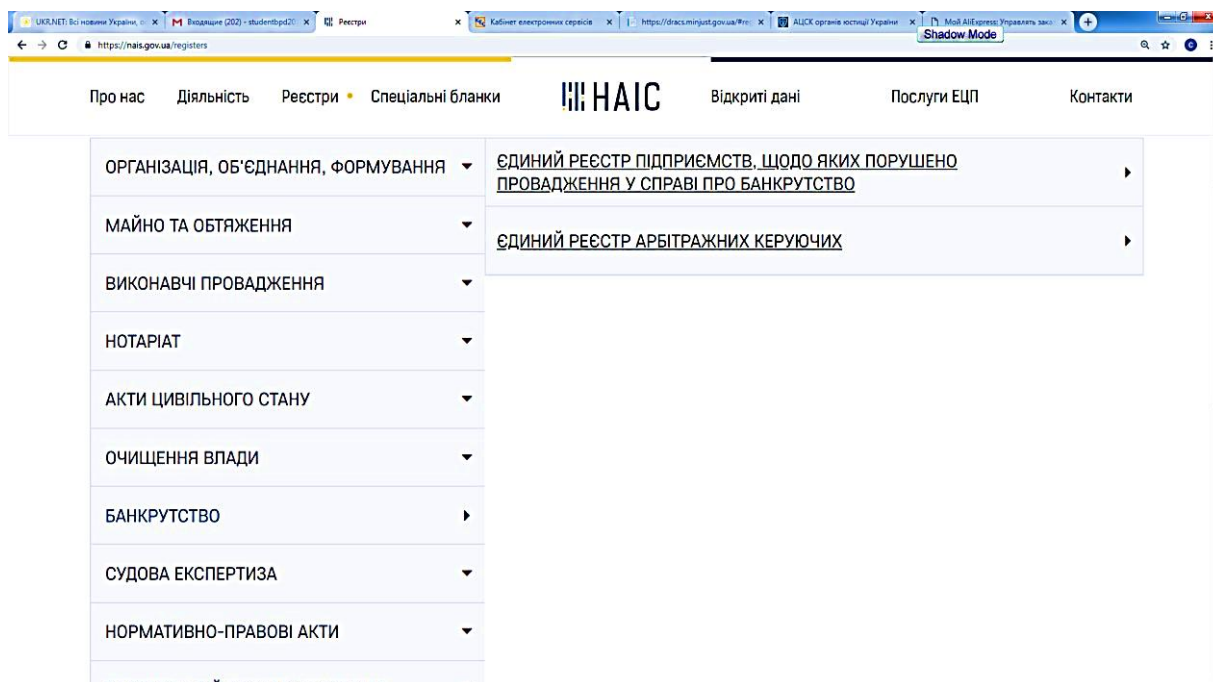 UKR.NET: Всі новини України, о
Входящие (202) - studentbpd20
Реєстри
Кабінет електронних сервісів
https://dracs.minjust.gov.ua/#re
АЦСК органів юстиції України
Мой AliExpress: Управлять зака
Shadow Mode
https://nais.gov.ua/registers
Про нас Діяльність Реєстри Спеціальні бланки НАІС Відкриті дані Послуги ЕЦП Контакти
ОРГАНІЗАЦІЯ, ОБ'ЄДНАННЯ, ФОРМУВАННЯ
ЄДИНИЙ РЕЄСТР ПІДПРИЄМСТВ, ЩОДО ЯКИХ ПОРУШЕНО
ПРОВАДЖЕННЯ У СПРАВІ ПРО БАНКРУТСТВО
МАЙНО ТА ОБТЯЖЕННЯ
ЄДИНИЙ РЕЄСТР АРБІТРАЖНИХ КЕРУЮЧИХ
ВИКОНАВЧІ ПРОВАДЖЕННЯ
НОТАРІАТ
АКТИ ЦИВІЛЬНОГО СТАНУ
ОЧИЩЕННЯ ВЛАДИ
БАНКРУТСТВО
СУДОВА ЕКСПЕРТИЗА
НОРМАТИВНО-ПРАВОВІ АКТИ